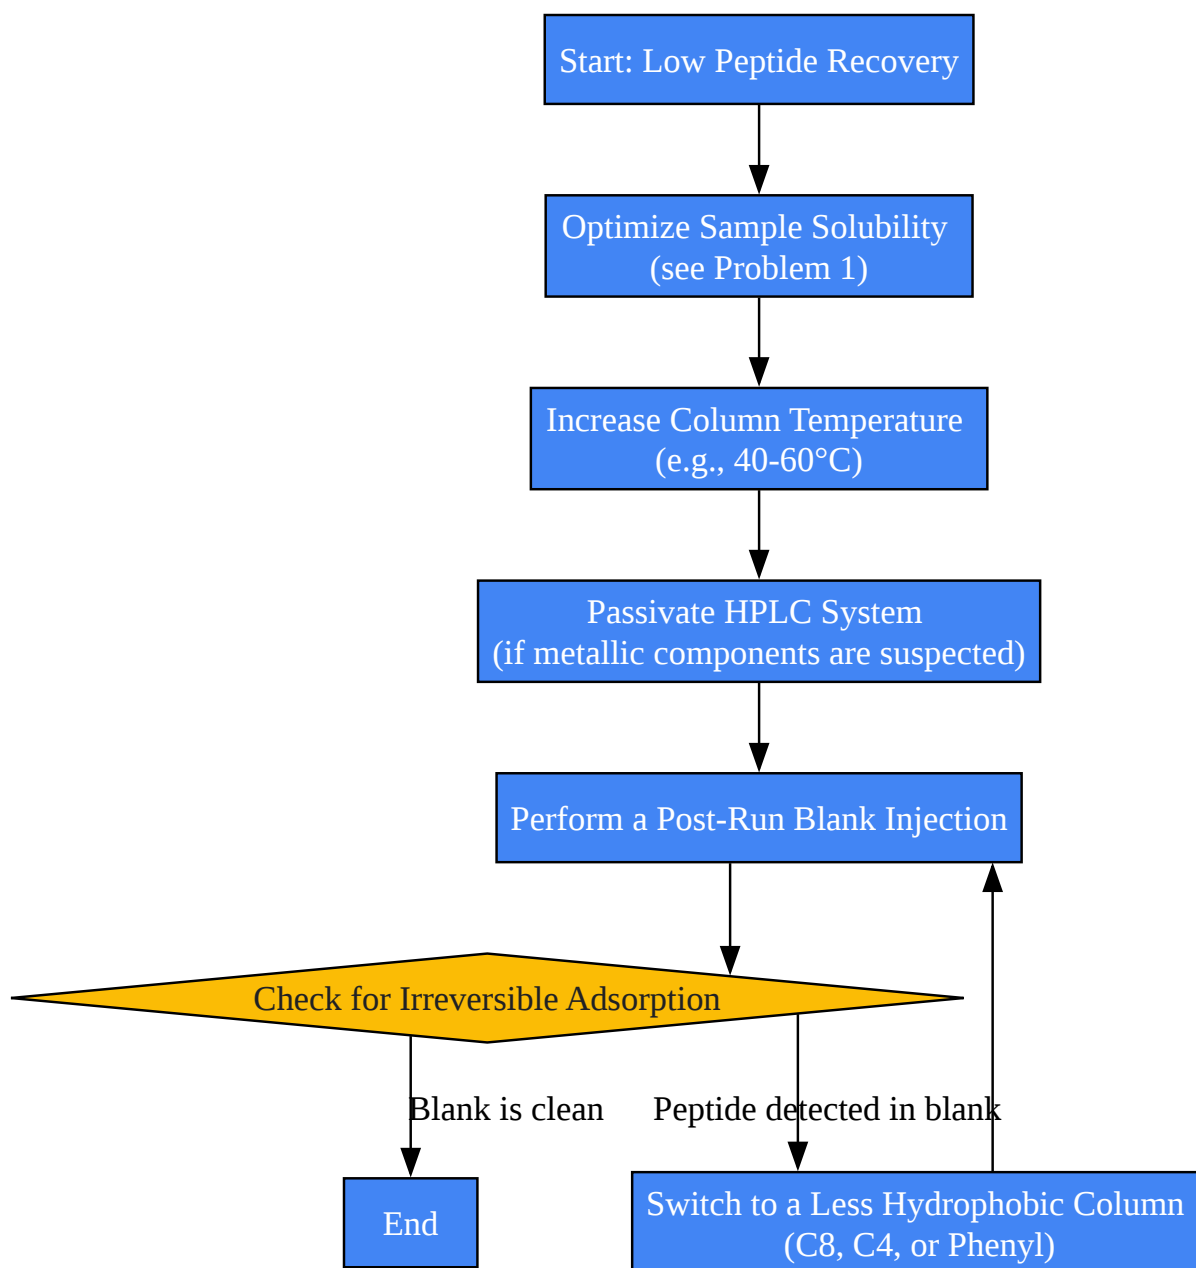 Start: Low Peptide Recovery
Optimize Sample Solubility
(see Problem 1)
Increase Column Temperature
(e.g., 40-60°C)
Passivate HPLC System
(if metallic components are suspected)
Perform a Post-Run Blank Injection
Check for Irreversible Adsorption
Blank is clean
Peptide detected in blank
End
Switch to a Less Hydrophobic Column
(C8, C4, or Phenyl)